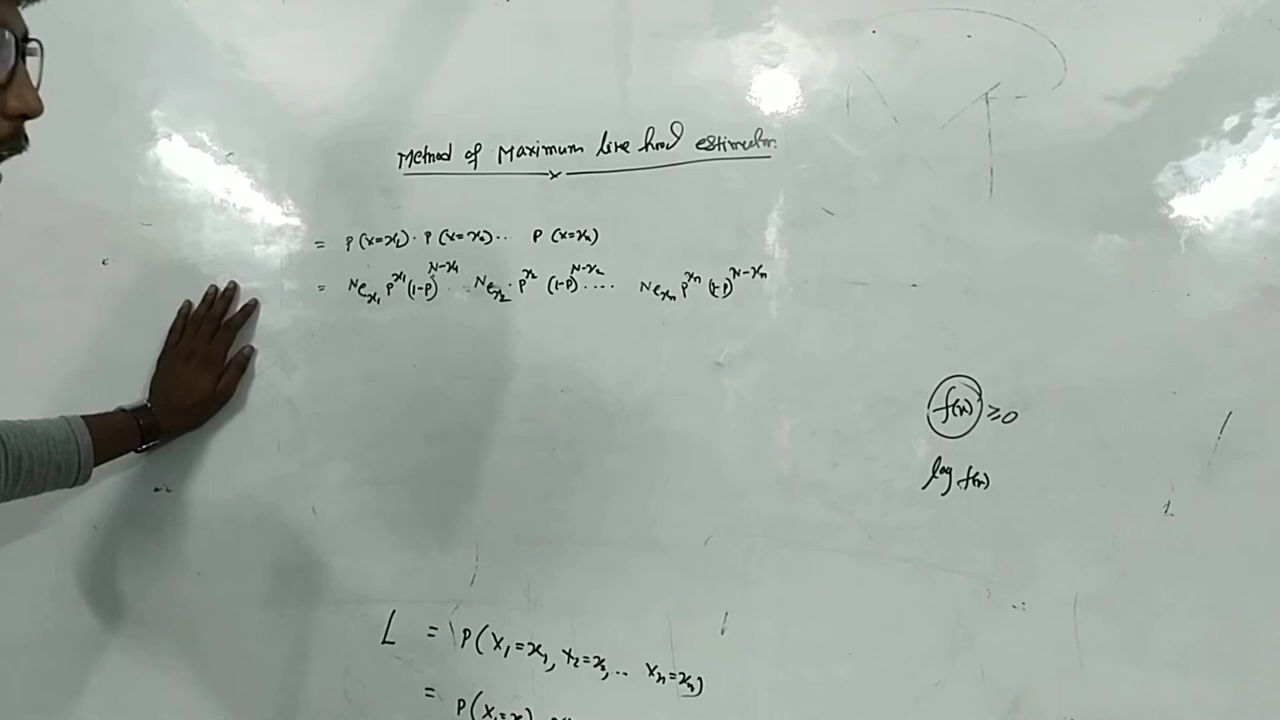 Method of Maximum like hood estimator.
= P(x=x₁). P(x=x₂)... P(x=xₙ)
= ᴺCₓ₁ Pˣ¹ (1-P)ᴺ⁻ˣ¹ .. ᴺCₓ₂ . Pˣ² (1-P)ᴺ⁻ˣ² .... ᴺCₓₙ Pˣⁿ (1-P)ᴺ⁻ˣⁿ
f(x) ≥0
log f(x)
L = P(X₁=x₁, X₂=x₂, .. Xₙ=xₙ)
= P(X₁=x₁)